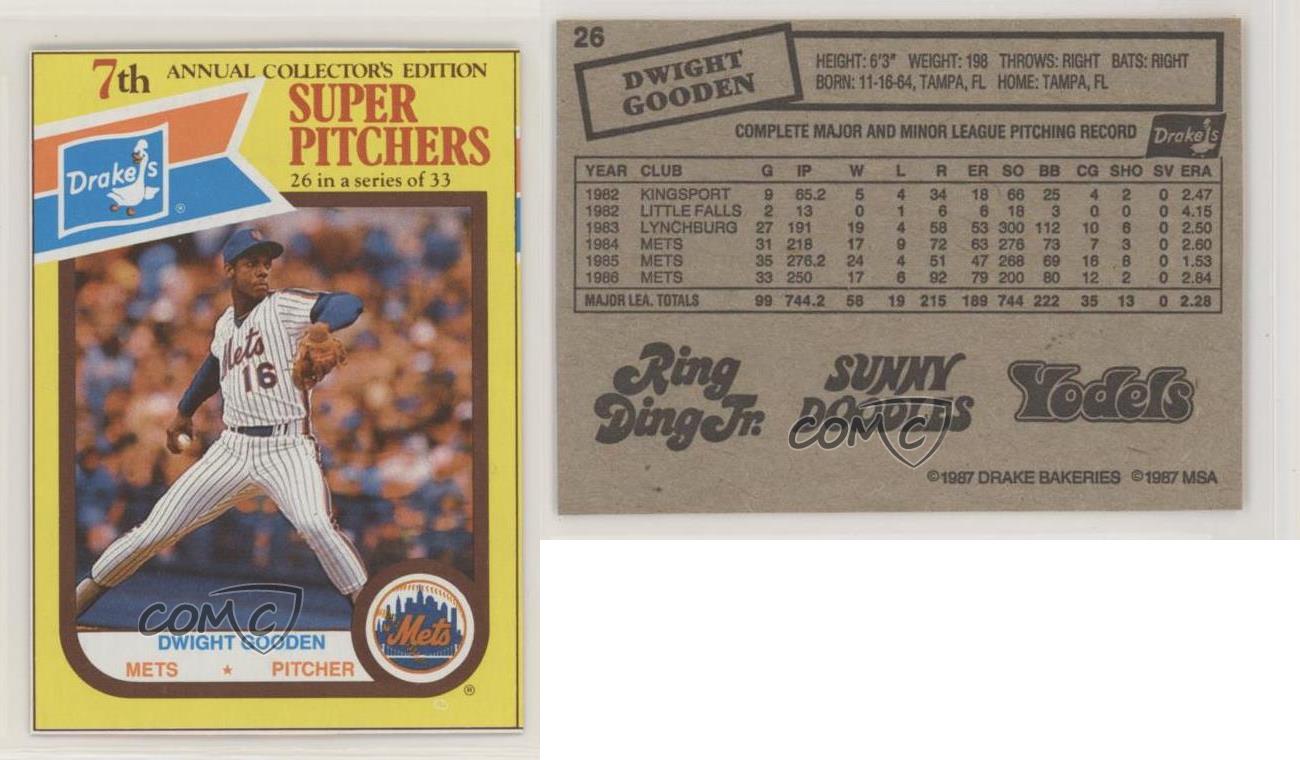 7th ANNUAL COLLECTOR'S EDITION
SUPER
PITCHERS
26 in a series of 33
Drake's
®
Mets
16
COMC
DWIGHT GOODEN
METS ★ PITCHER
Mets
®
26
DWIGHT
GOODEN
HEIGHT: 6'3" WEIGHT: 198 THROWS: RIGHT BATS: RIGHT
BORN: 11-16-64, TAMPA, FL HOME: TAMPA, FL
COMPLETE MAJOR AND MINOR LEAGUE PITCHING RECORD
Drake's
YEAR CLUB G IP W L R ER SO BB CG SHO SV ERA
1982 KINGSPORT 9 65.2 5 4 34 18 66 25 4 2 0 2.47
1982 LITTLE FALLS 2 13 0 1 6 6 18 3 0 0 0 4.15
1983 LYNCHBURG 27 191 19 4 58 53 300 112 10 6 0 2.50
1984 METS 31 218 17 9 72 63 276 73 7 3 0 2.60
1985 METS 35 276.2 24 4 51 47 268 69 16 8 0 1.53
1986 METS 33 250 17 6 92 79 200 80 12 2 0 2.84
MAJOR LEA. TOTALS 99 744.2 58 19 215 189 744 222 35 13 0 2.28
Ring
Ding Jr.
SUNNY
DOODLES
Yodels
COMC
©1987 DRAKE BAKERIES ©1987 MSA